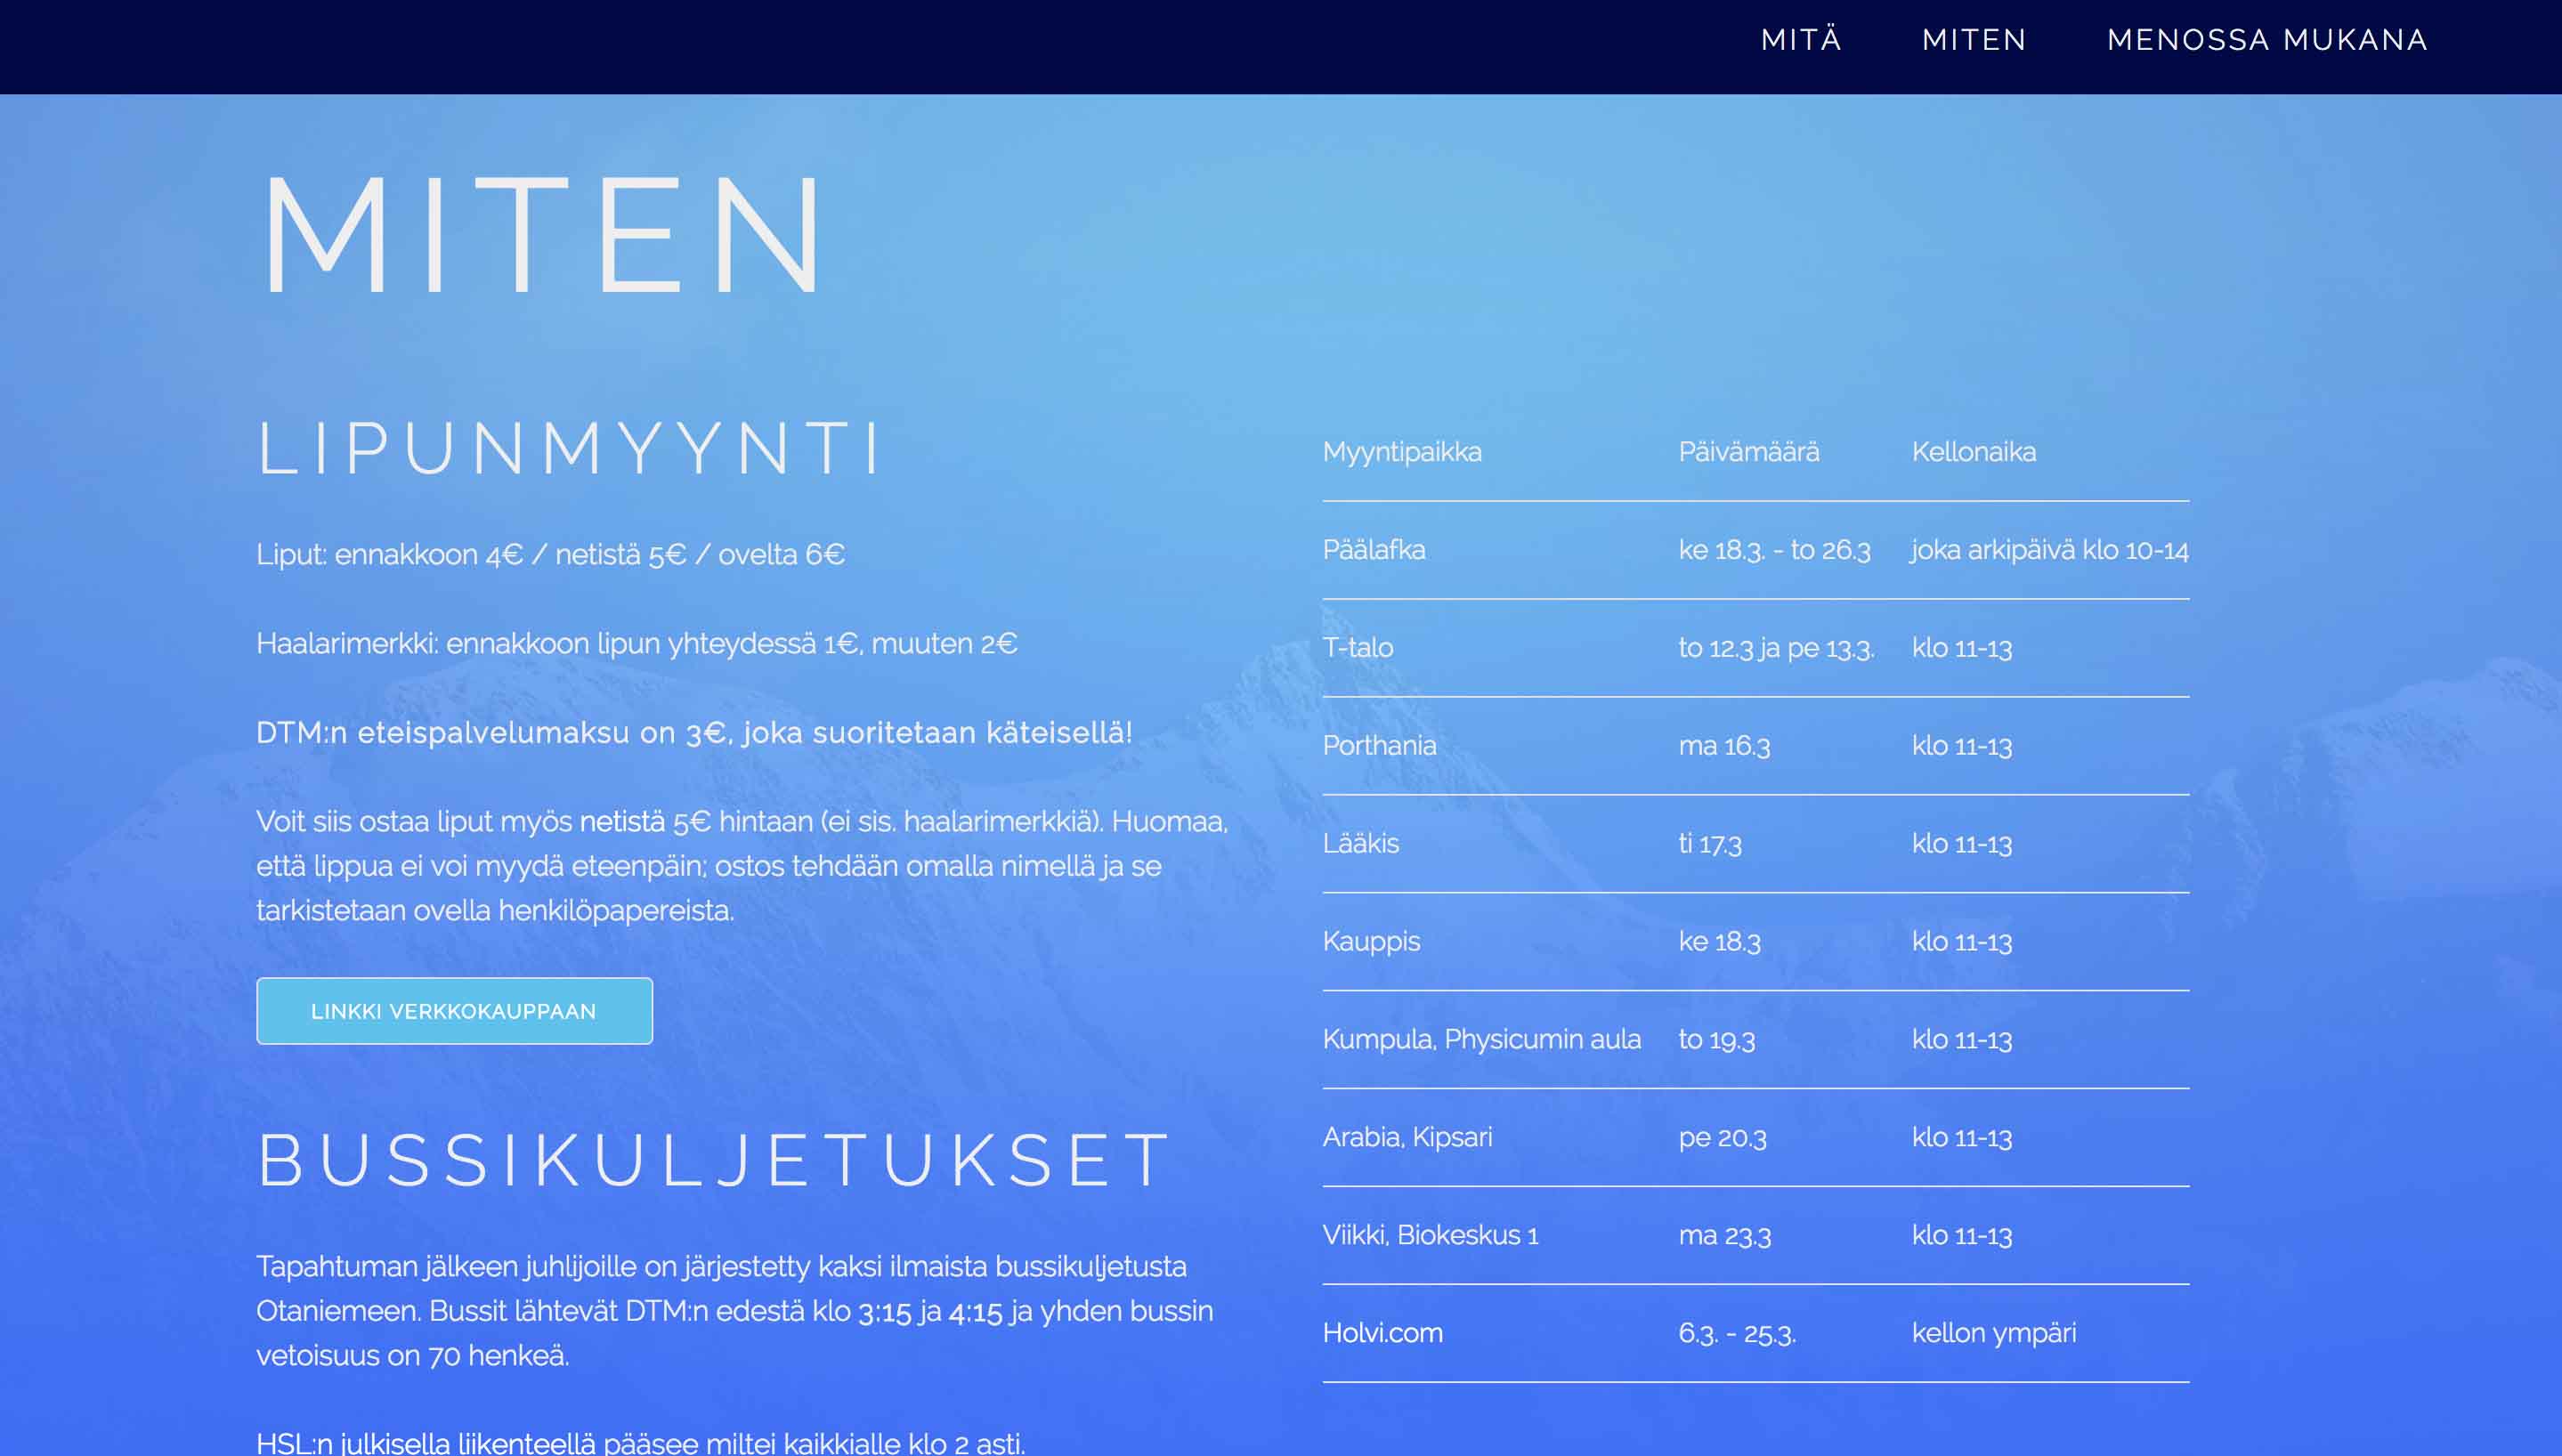 MITÄ MITEN MENOSSA MUKANA
MITEN
LIPUNMYYNTI
Liput: ennakkoon 4€ / netistä 5€ / ovelta 6€
Haalarimerkki: ennakkoon lipun yhteydessä 1€, muuten 2€
DTM:n eteispalvelumaksu on 3€, joka suoritetaan käteisellä!
Voit siis ostaa liput myös netistä 5€ hintaan (ei sis. haalarimerkkiä). Huomaa,
että lippua ei voi myydä eteenpäin; ostos tehdään omalla nimellä ja se
tarkistetaan ovella henkilöpapereista.
LINKKI VERKKOKAUPPAAN
BUSSIKULJETUKSET
Tapahtuman jälkeen juhlijoille on järjestetty kaksi ilmaista bussikuljetusta
Otaniemeen. Bussit lähtevät DTM:n edestä klo 3:15 ja 4:15 ja yhden bussin
vetoisuus on 70 henkeä.
HSL:n julkisella liikenteellä pääsee miltei kaikkialle klo 2 asti.
Myyntipaikka Päivämäärä Kellonaika
Päälafka ke 18.3. - to 26.3 joka arkipäivä klo 10-14
T-talo to 12.3 ja pe 13.3. klo 11-13
Porthania ma 16.3 klo 11-13
Lääkis ti 17.3 klo 11-13
Kauppis ke 18.3 klo 11-13
Kumpula, Physicumin aula to 19.3 klo 11-13
Arabia, Kipsari pe 20.3 klo 11-13
Viikki, Biokeskus 1 ma 23.3 klo 11-13
Holvi.com 6.3. - 25.3. kellon ympäri